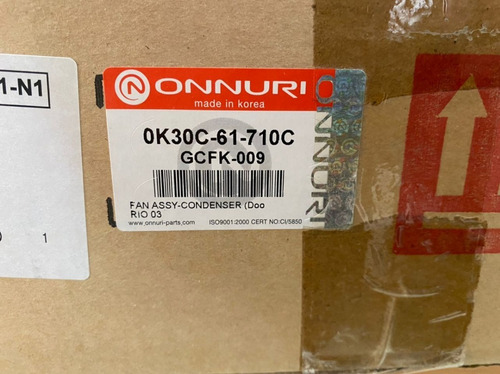 1-N1
1
ONNURI
made in korea
0K30C-61-710C
GCFK-009
FAN ASSY-CONDENSER (Doo
RIO 03
www.onnuri-parts.com ISO9001:2000 CERT NO:CI/5850
ONNURI